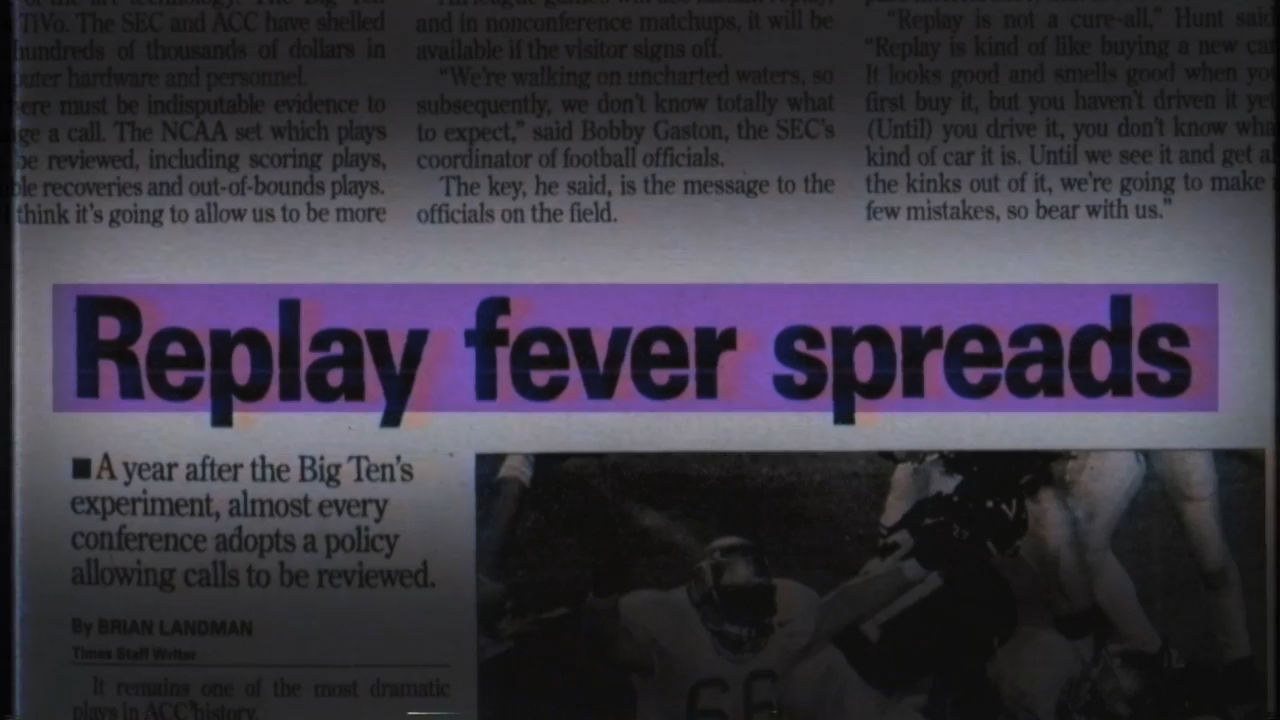 TiVo. The SEC and ACC have shelled
hundreds of thousands of dollars in
hardware and personnel.
must be indisputable evidence to
a call. The NCAA set which plays
be reviewed, including scoring plays,
recoveries and out-of-bounds plays.
think it's going to allow us to be more
and in nonconference matchups, it will be
available if the visitor signs off.
"We're walking on uncharted waters, so
subsequently, we don't know totally what
to expect," said Bobby Gaston, the SEC's
coordinator of football officials.
The key, he said, is the message to the
officials on the field.
"Replay is not a cure-all," Hunt said
"Replay is kind of like buying a new car
It looks good and smells good when you
first buy it, but you haven't driven it yet
(Until) you drive it, you don't know
kind of car it is. Until we see it and get
the kinks out of it, we're going to make
few mistakes, so bear with us."
Replay fever spreads
■ A year after the Big Ten's
experiment, almost every
conference adopts a policy
allowing calls to be reviewed.
By BRIAN LANDMAN
Times Staff Writer
It remains one of the most dramatic
plays in ACC history.
66